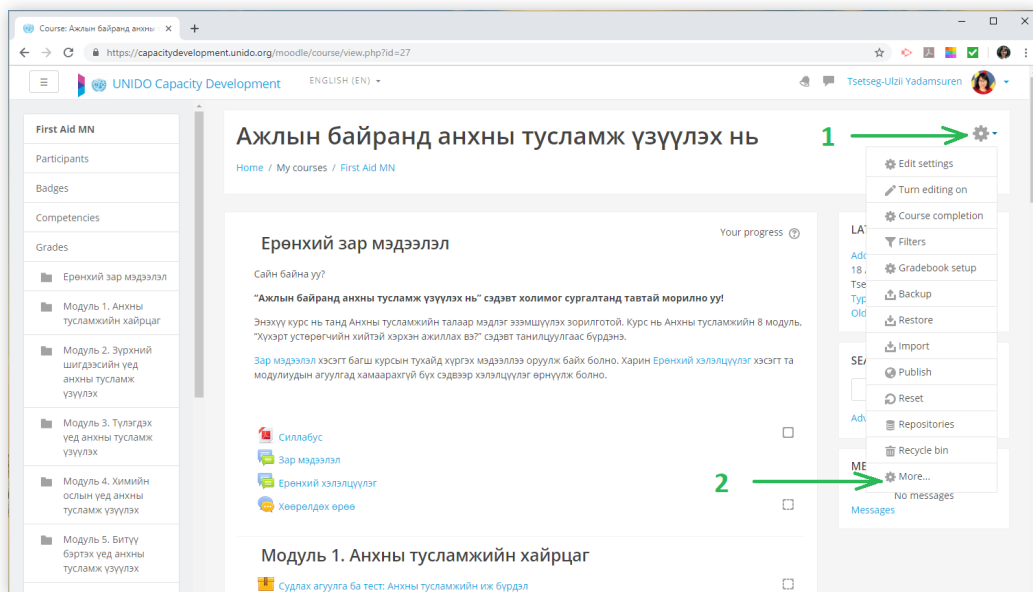 Course: Ажлын байранд анхны
https://capacitydevelopment.unido.org/moodle/course/view.php?id=27
UNIDO Capacity Development
ENGLISH (EN)
Tsetseg-Ulzii Yadamsuren
First Aid MN
Participants
Badges
Competencies
Grades
Ерөнхий зар мэдээлэл
Модуль 1. Анхны
тусламжийн хайрцаг
Модуль 2. Зүрхний
шигдээсийн үед
анхны тусламж
үзүүлэх
Модуль 3. Түлэгдэх
үед анхны тусламж
үзүүлэх
Модуль 4. Химийн
ослын үед анхны
тусламж үзүүлэх
Модуль 5. Битүү
бэртэх үед анхны
тусламж үзүүлэх
Ажлын байранд анхны тусламж үзүүлэх нь
Home / My courses / First Aid MN
1
Your progress
Ерөнхий зар мэдээлэл
Сайн байна уу?
“Ажлын байранд анхны тусламж үзүүлэх нь” сэдэвт холимог сургалтанд тавтай морилно уу!
Энэхүү курс нь танд Анхны тусламжийн талаар мэдлэг эзэмшүүлэх зорилготой. Курс нь Анхны тусламжийн 8 модуль,
“Хүхэрт устөрөгчийн хийтэй хэрхэн ажиллах вэ?” сэдэвт танилцуулгаас бүрдэнэ.
Зар мэдээлэл хэсэгт багш курсын тухайд хүргэх мэдээллээ оруулж байх болно. Харин Ерөнхий хэлэлцүүлэг хэсэгт та
модулиудын агуулгад хамаарахгүй бүх сэдвээр хэлэлцүүлэг өрнүүлж болно.
Силлабус
Зар мэдээлэл
Ерөнхий хэлэлцүүлэг
Хөөрөлдөх өрөө
2
Модуль 1. Анхны тусламжийн хайрцаг
Судлах агуулга ба тест: Анхны тусламжийн иж бүрдэл
Edit settings
Turn editing on
Course completion
Filters
Gradebook setup
Backup
Restore
Import
Publish
Reset
Repositories
Recycle bin
More...
No messages
Messages